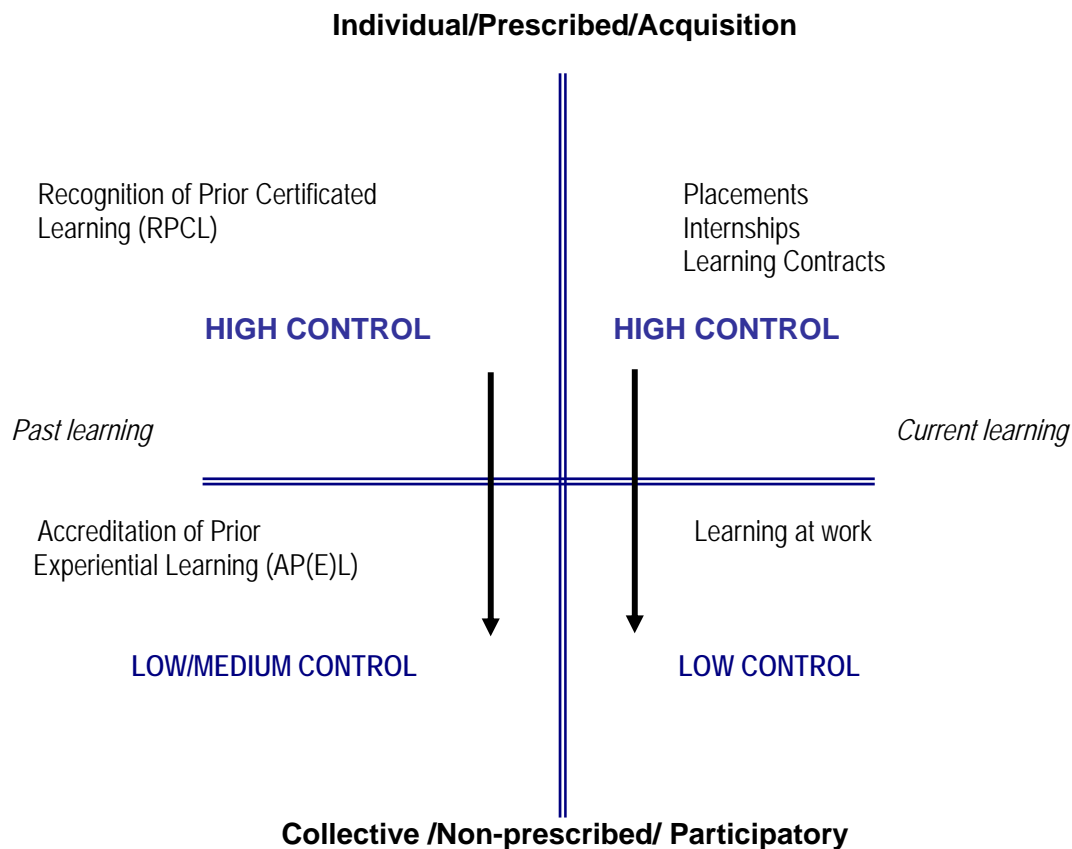 Individual/Prescribed/Acquisition
Recognition of Prior Certificated
Learning (RPCL)
Placements
Internships
Learning Contracts
HIGH CONTROL
HIGH CONTROL
Past learning
Current learning
Accreditation of Prior
Experiential Learning (AP(E)L)
Learning at work
LOW/MEDIUM CONTROL
LOW CONTROL
Collective /Non-prescribed/ Participatory